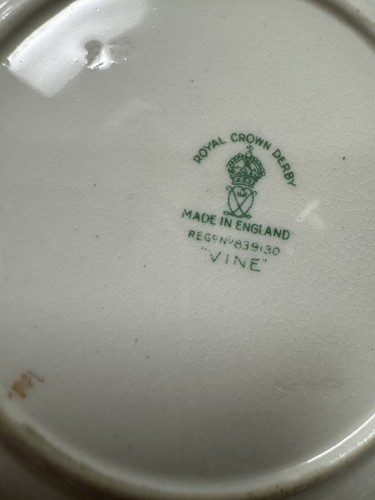 ROYAL CROWN DERBY
MADE IN ENGLAND
REGD No 839130
"VINE"